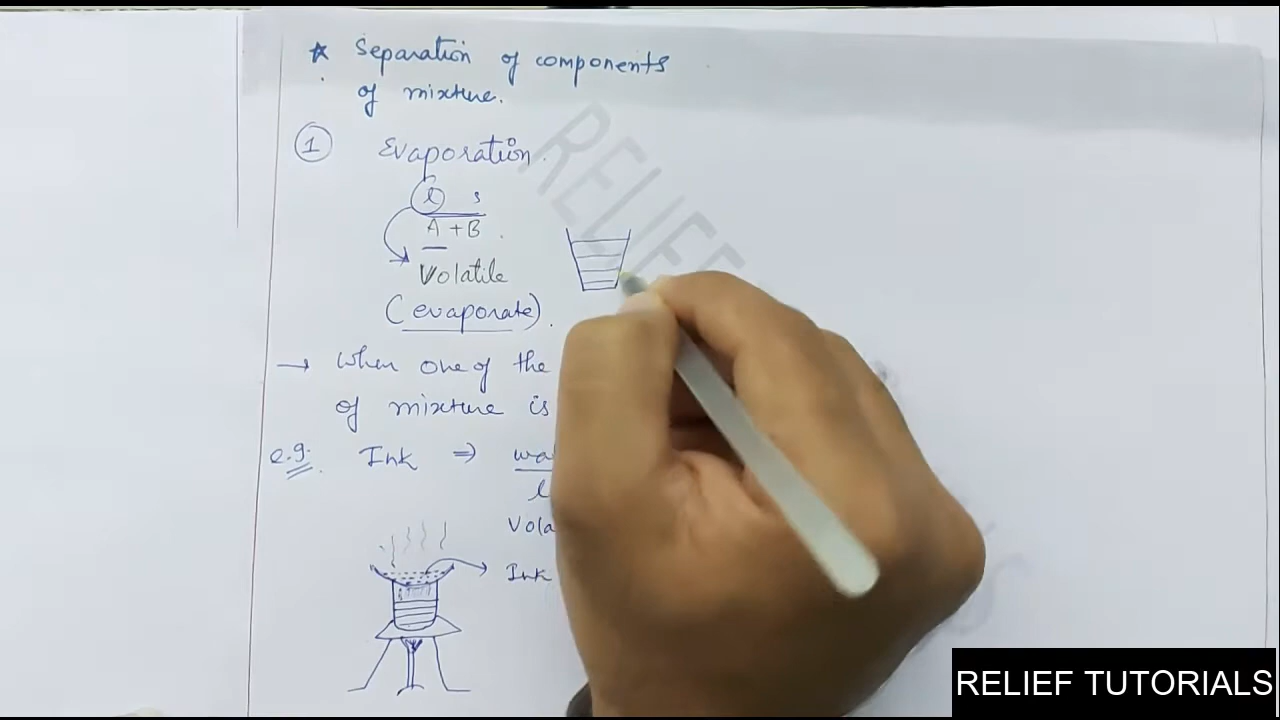 * Separation of components
of mixture.
1 Evaporation.
l s
A + B
Volatile
(evaporate).
→ When one of the
of mixture is
e.g. Ink ⇒
l
Ink
RELIEF
RELIEF TUTORIALS